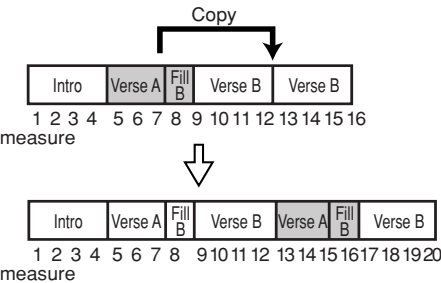 Copy
Intro Verse A Fill B Verse B Verse B
1 2 3 4 5 6 7 8 9 10 11 12 13 14 15 16
measure
Intro Verse A Fill B Verse B Verse A Fill B Verse B
1 2 3 4 5 6 7 8 9 10 11 12 13 14 15 16 17 18 19 20
measure